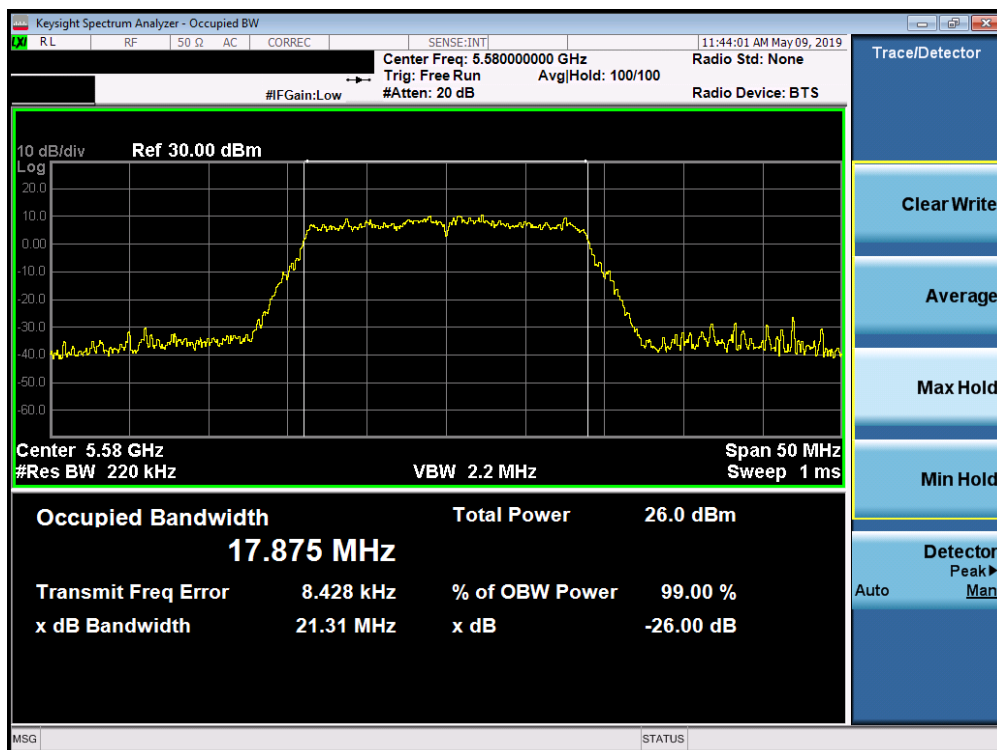 Keysight Spectrum Analyzer - Occupied BW
LXI RL RF 50 Ω AC CORREC SENSE:INT 11:44:01 AM May 09, 2019
Center Freq: 5.580000000 GHz Radio Std: None
Trig: Free Run Avg|Hold: 100/100
#IFGain:Low #Atten: 20 dB Radio Device: BTS
10 dB/div Ref 30.00 dBm
Log
20.0
10.0
0.00
-10.0
-20.0
-30.0
-40.0
-50.0
-60.0
Center 5.58 GHz Span 50 MHz
#Res BW 220 kHz VBW 2.2 MHz Sweep 1 ms
Occupied Bandwidth Total Power 26.0 dBm
17.875 MHz
Transmit Freq Error 8.428 kHz % of OBW Power 99.00 %
x dB Bandwidth 21.31 MHz x dB -26.00 dB
MSG STATUS
Trace/Detector
Clear Write
Average
Max Hold
Min Hold
Detector
Peak▶
Auto Man